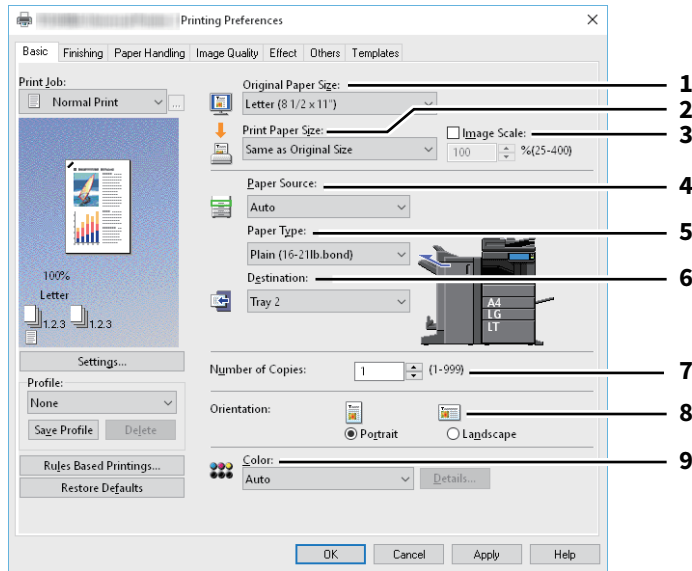 Printing Preferences
Basic Finishing Paper Handling Image Quality Effect Others Templates
Print Job:
Normal Print
...
100%
Letter
1.2.3 1.2.3
Settings...
Profile:
None
Save Profile Delete
Rules Based Printings...
Restore Defaults
Original Paper Size:
Letter (8 1/2 x 11")
Print Paper Size:
Same as Original Size
Image Scale:
100 %(25-400)
Paper Source:
Auto
Paper Type:
Plain (16-21lb.bond)
Destination:
Tray 2
A4
LG
LT
Number of Copies: 1 (1-999)
Orientation:
Portrait Landscape
Color:
Auto Details...
OK Cancel Apply Help
1
2
3
4
5
6
7
8
9